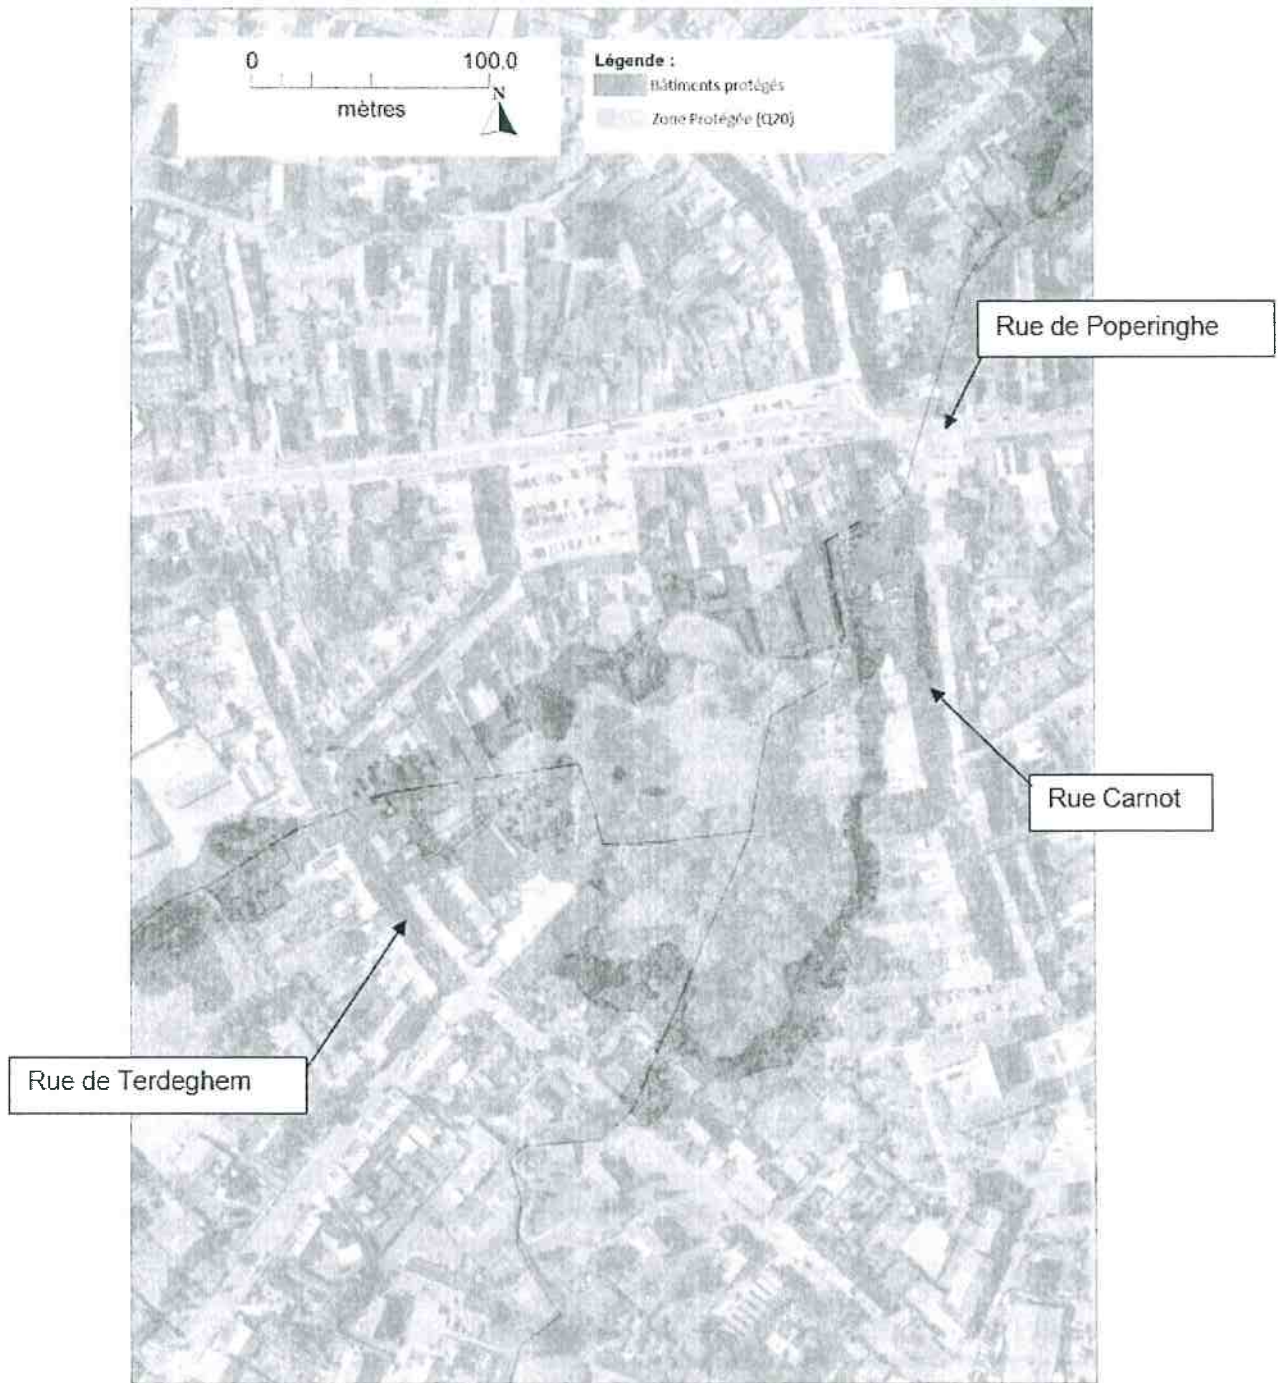 0 100,0
mètres
N
Légende :
Bâtiments protégés
Zone Protégée (Q20)
Rue de Poperinghe
Rue Carnot
Rue de Terdeghem